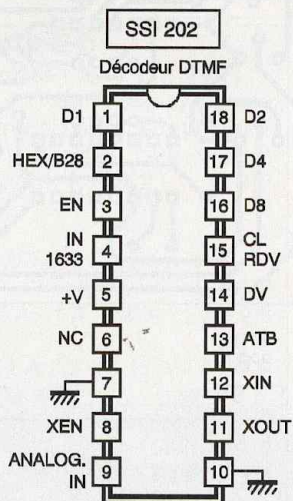 SSI 202
Décodeur DTMF
D1 1 18 D2
HEX/B28 2 17 D4
EN 3 16 D8
IN 1633 4 15 CL RDV
+V 5 14 DV
NC 6 13 ATB
7 12 XIN
XEN 8 11 XOUT
ANALOG. IN 9 10